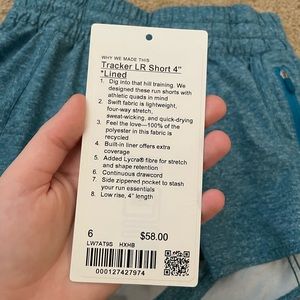 WHY WE MADE THIS
Tracker LR Short 4"
*Lined
1. Dig into that hill training. We
designed these run shorts with
athletic quads in mind
2. Swift fabric is lightweight,
four-way stretch,
sweat-wicking, and quick-drying
3. Feel the love—100% of the
polyester in this fabric is
recycled
4. Built-in liner offers extra
coverage
5. Added Lycra® fibre for stretch
and shape retention
6. Continuous drawcord
7. Side zippered pocket to stash
your run essentials
8. Low rise, 4" length
6 $58.00
LW7AT9S HXHB
000127427974